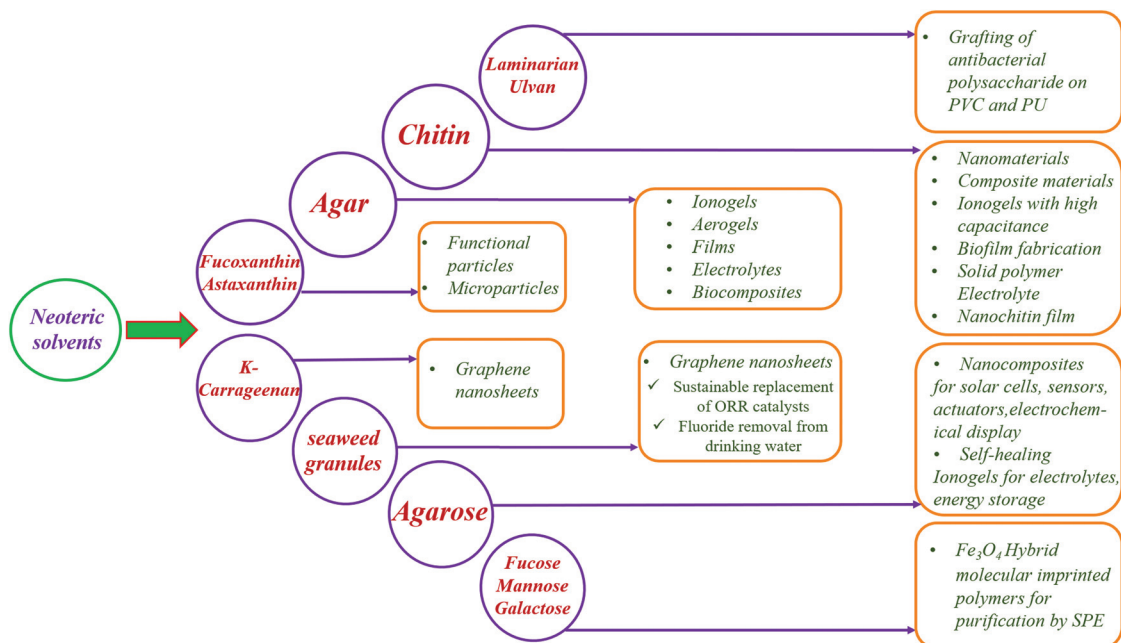 Neoteric
solvents
Laminarian
Ulvan
• Grafting of
antibacterial
polysaccharide on
PVC and PU
Chitin
• Nanomaterials
• Composite materials
• Ionogels with high
capacitance
• Biofilm fabrication
• Solid polymer
Electrolyte
• Nanochitin film
Agar
• Ionogels
• Aerogels
• Films
• Electrolytes
• Biocomposites
Fucoxanthin
Astaxanthin
• Functional
particles
• Microparticles
K-
Carrageenan
• Graphene
nanosheets
seaweed
granules
• Graphene nanosheets
✓ Sustainable replacement
of ORR catalysts
✓ Fluoride removal from
drinking water
Agarose
• Nanocomposites
for solar cells, sensors,
actuators,electrochem-
ical display
• Self-healing
Ionogels for electrolytes,
energy storage
Fucose
Mannose
Galactose
• Fe₃O₄ Hybrid
molecular imprinted
polymers for
purification by SPE